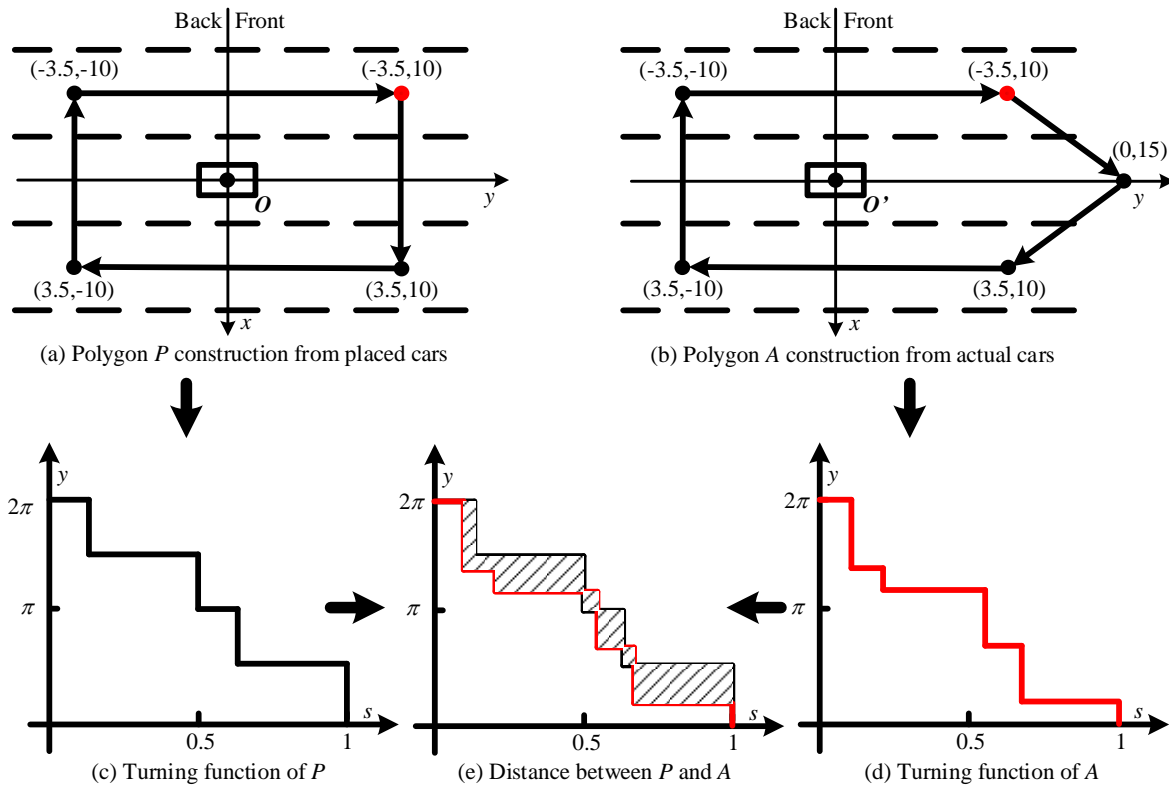 Back Front
(-3.5,-10)
(-3.5,10)
O
y
(3.5,-10)
(3.5,10)
x
(a) Polygon P construction from placed cars
Back Front
(-3.5,-10)
(-3.5,10)
(0,15)
O'
y
(3.5,-10)
(3.5,10)
x
(b) Polygon A construction from actual cars
y
2π
π
0.5
1
s
(c) Turning function of P
y
2π
π
0.5
1
s
(e) Distance between P and A
y
2π
π
0.5
1
s
(d) Turning function of A